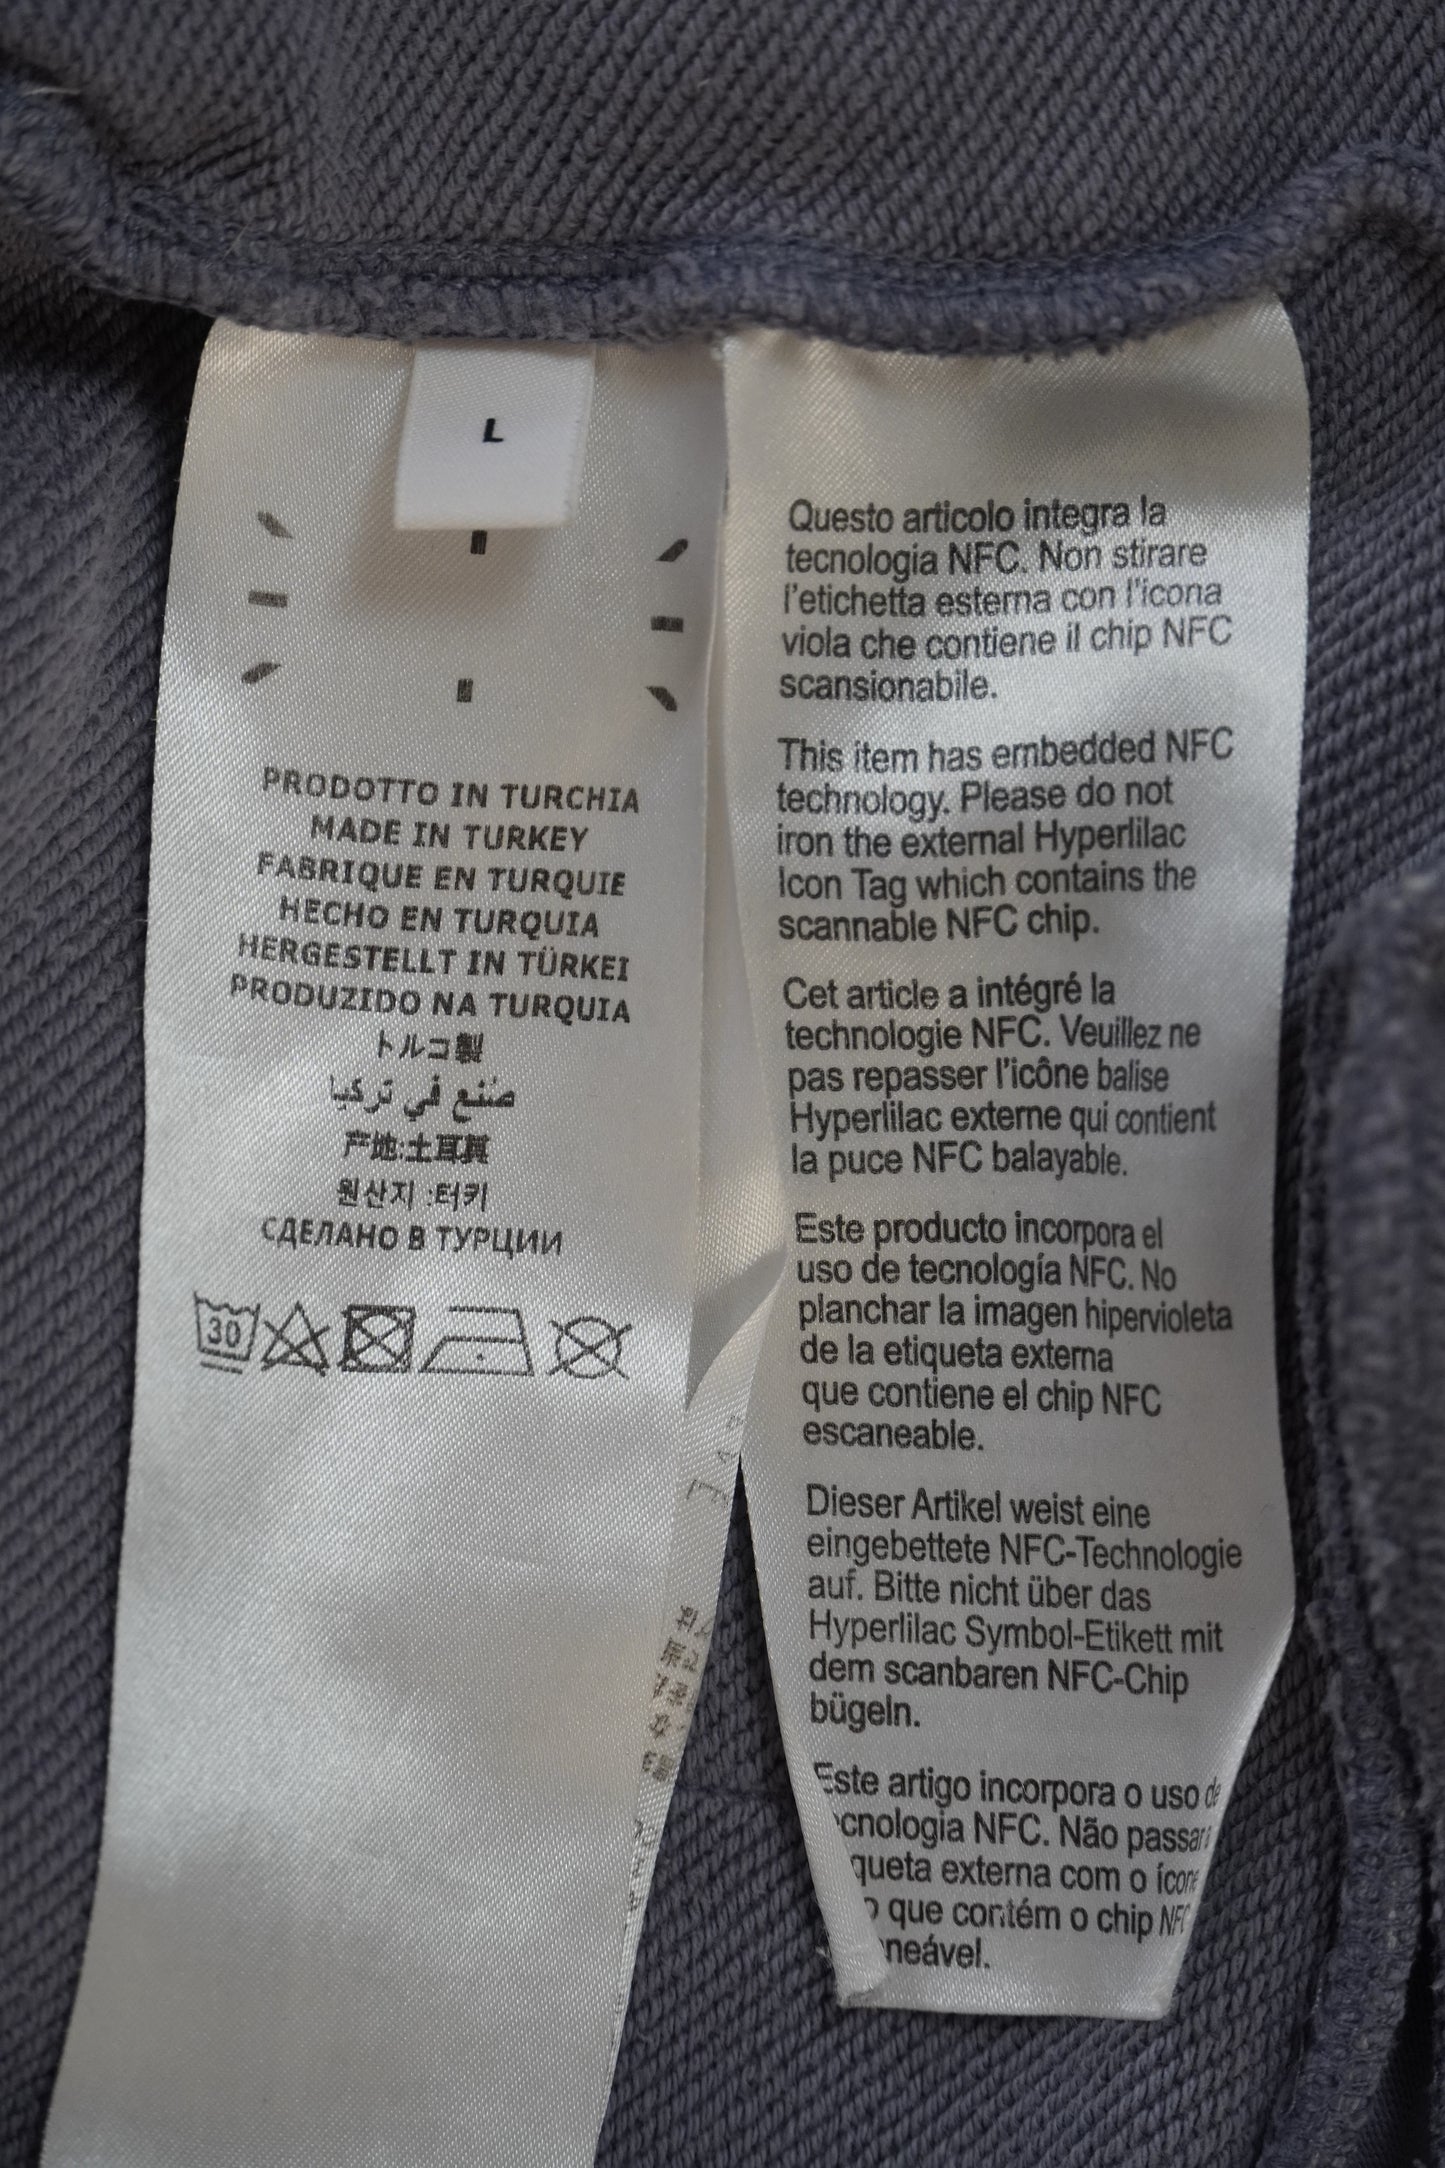 L
PRODOTTO IN TURCHIA
MADE IN TURKEY
FABRIQUE EN TURQUIE
HECHO EN TURQUIA
HERGESTELLT IN TÜRKEI
PRODUZIDO NA TURQUIA
トルコ製
صنع في تركيا
产地:土耳其
원산지 :터키
СДЕЛАНО В ТУРЦИИ
30
Questo articolo integra la
tecnologia NFC. Non stirare
l'etichetta esterna con l'icona
viola che contiene il chip NFC
scansionabile.
This item has embedded NFC
technology. Please do not
iron the external Hyperlilac
Icon Tag which contains the
scannable NFC chip.
Cet article a intégré la
technologie NFC. Veuillez ne
pas repasser l'icône balise
Hyperlilac externe qui contient
la puce NFC balayable.
Este producto incorpora el
uso de tecnología NFC. No
planchar la imagen hipervioleta
de la etiqueta externa
que contiene el chip NFC
escaneable.
Dieser Artikel weist eine
eingebettete NFC-Technologie
auf. Bitte nicht über das
Hyperlilac Symbol-Etikett mit
dem scanbaren NFC-Chip
bügeln.
Este artigo incorpora o uso de
cnologia NFC. Não passar
queta externa com o ícone
o que contém o chip NFC
neável.